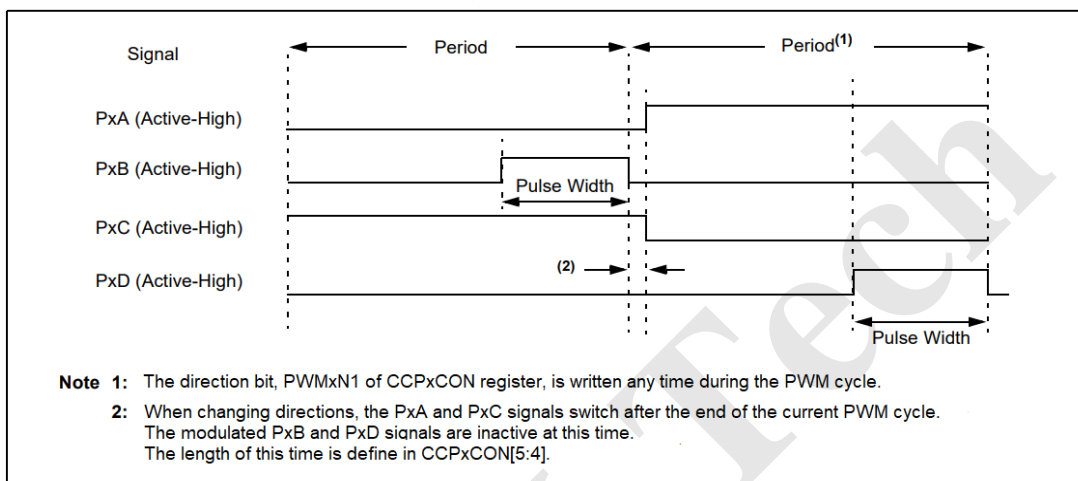 Signal
Period
Period(1)
PxA (Active-High)
PxB (Active-High)
Pulse Width
PxC (Active-High)
(2)
PxD (Active-High)
Pulse Width
Note 1: The direction bit, PWMxN1 of CCPxCON register, is written any time during the PWM cycle.
2: When changing directions, the PxA and PxC signals switch after the end of the current PWM cycle.
The modulated PxB and PxD signals are inactive at this time.
The length of this time is define in CCPxCON[5:4].
Tech